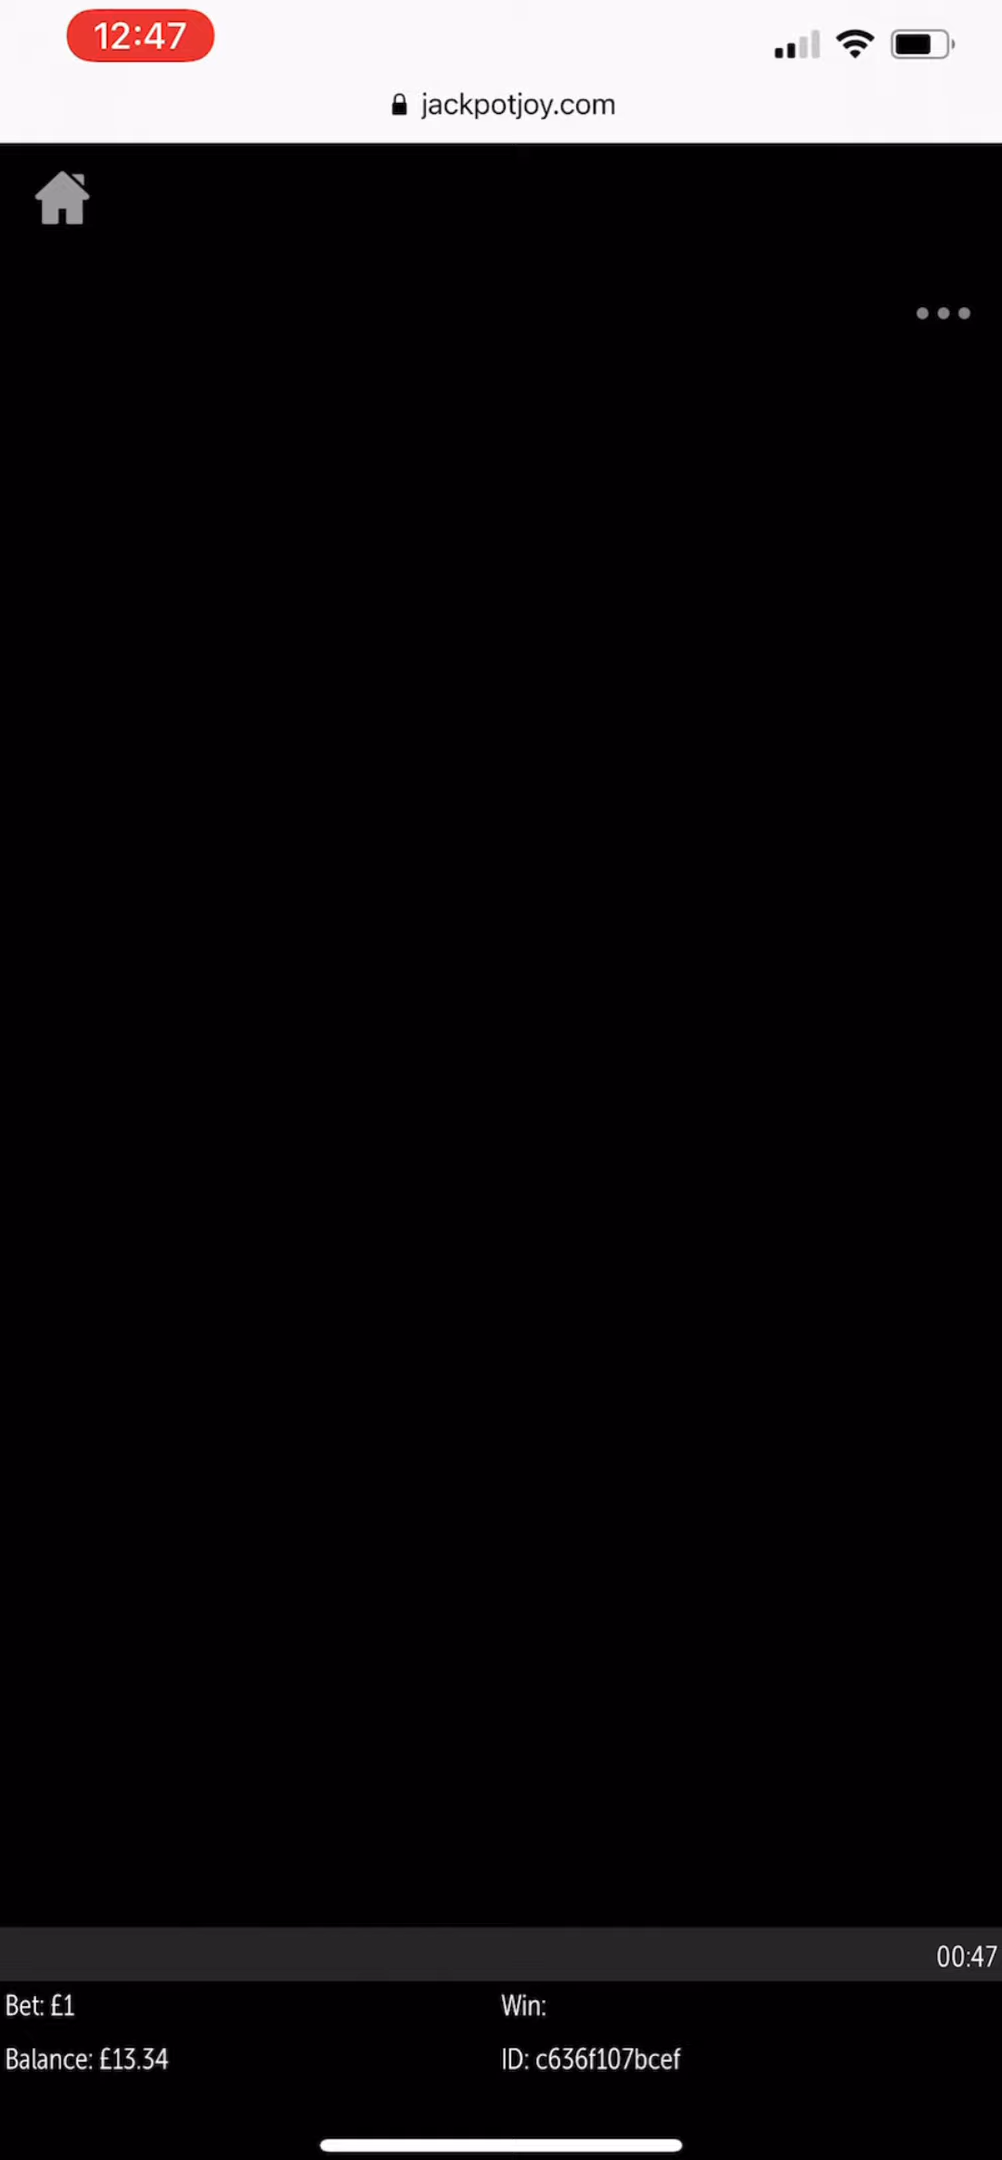 12:47
jackpotjoy.com
00:47
Bet: £1
Win:
Balance: £13.34
ID: c636f107bcef